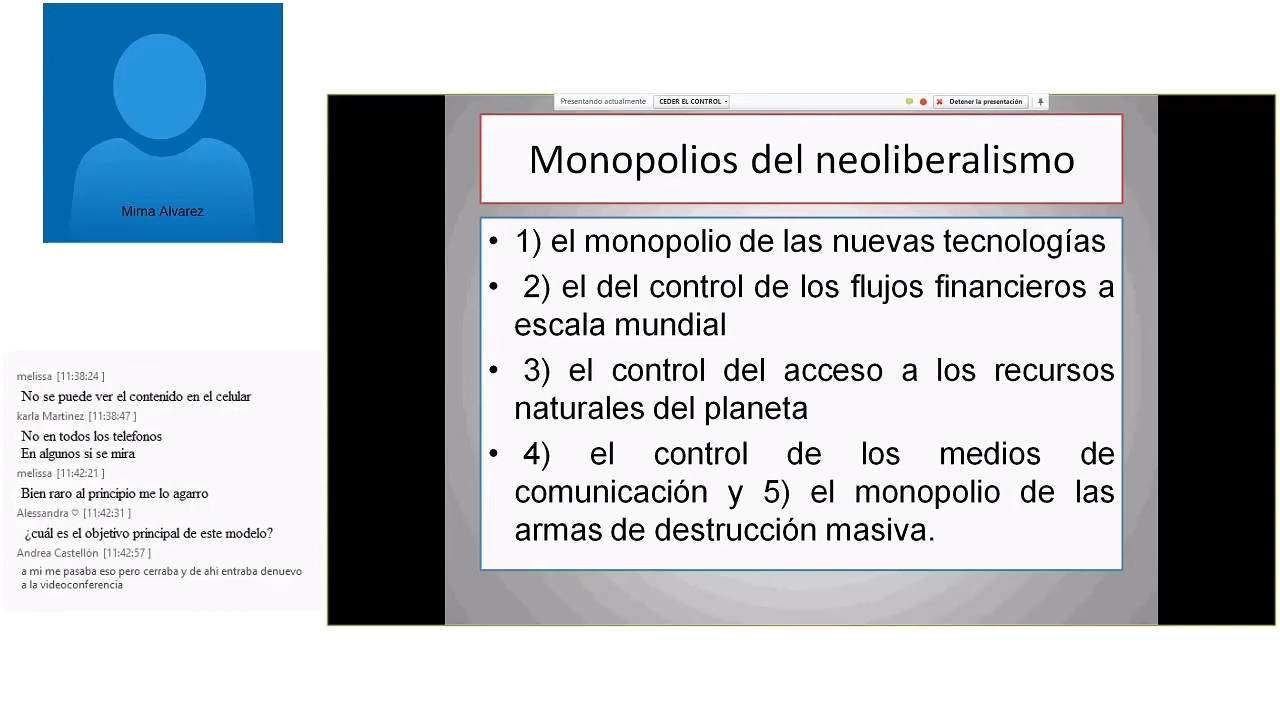 Mirna Alvarez
melissa [11:38:24 ]
No se puede ver el contenido en el celular
karla Martinez [11:38:47 ]
No en todos los telefonos
En algunos si se mira
melissa [11:42:21 ]
Bien raro al principio me lo agarro
Alessandra♡ [11:42:31 ]
¿cuál es el objetivo principal de este modelo?
Andrea Castellón [11:42:57 ]
a mi me pasaba eso pero cerraba y de ahi entraba denuevo
a la videoconferencia
Presentando actualmente CEDER EL CONTROL Detener la presentación
Monopolios del neoliberalismo
• 1) el monopolio de las nuevas tecnologías
• 2) el del control de los flujos financieros a
escala mundial
• 3) el control del acceso a los recursos
naturales del planeta
• 4) el control de los medios de
comunicación y 5) el monopolio de las
armas de destrucción masiva.